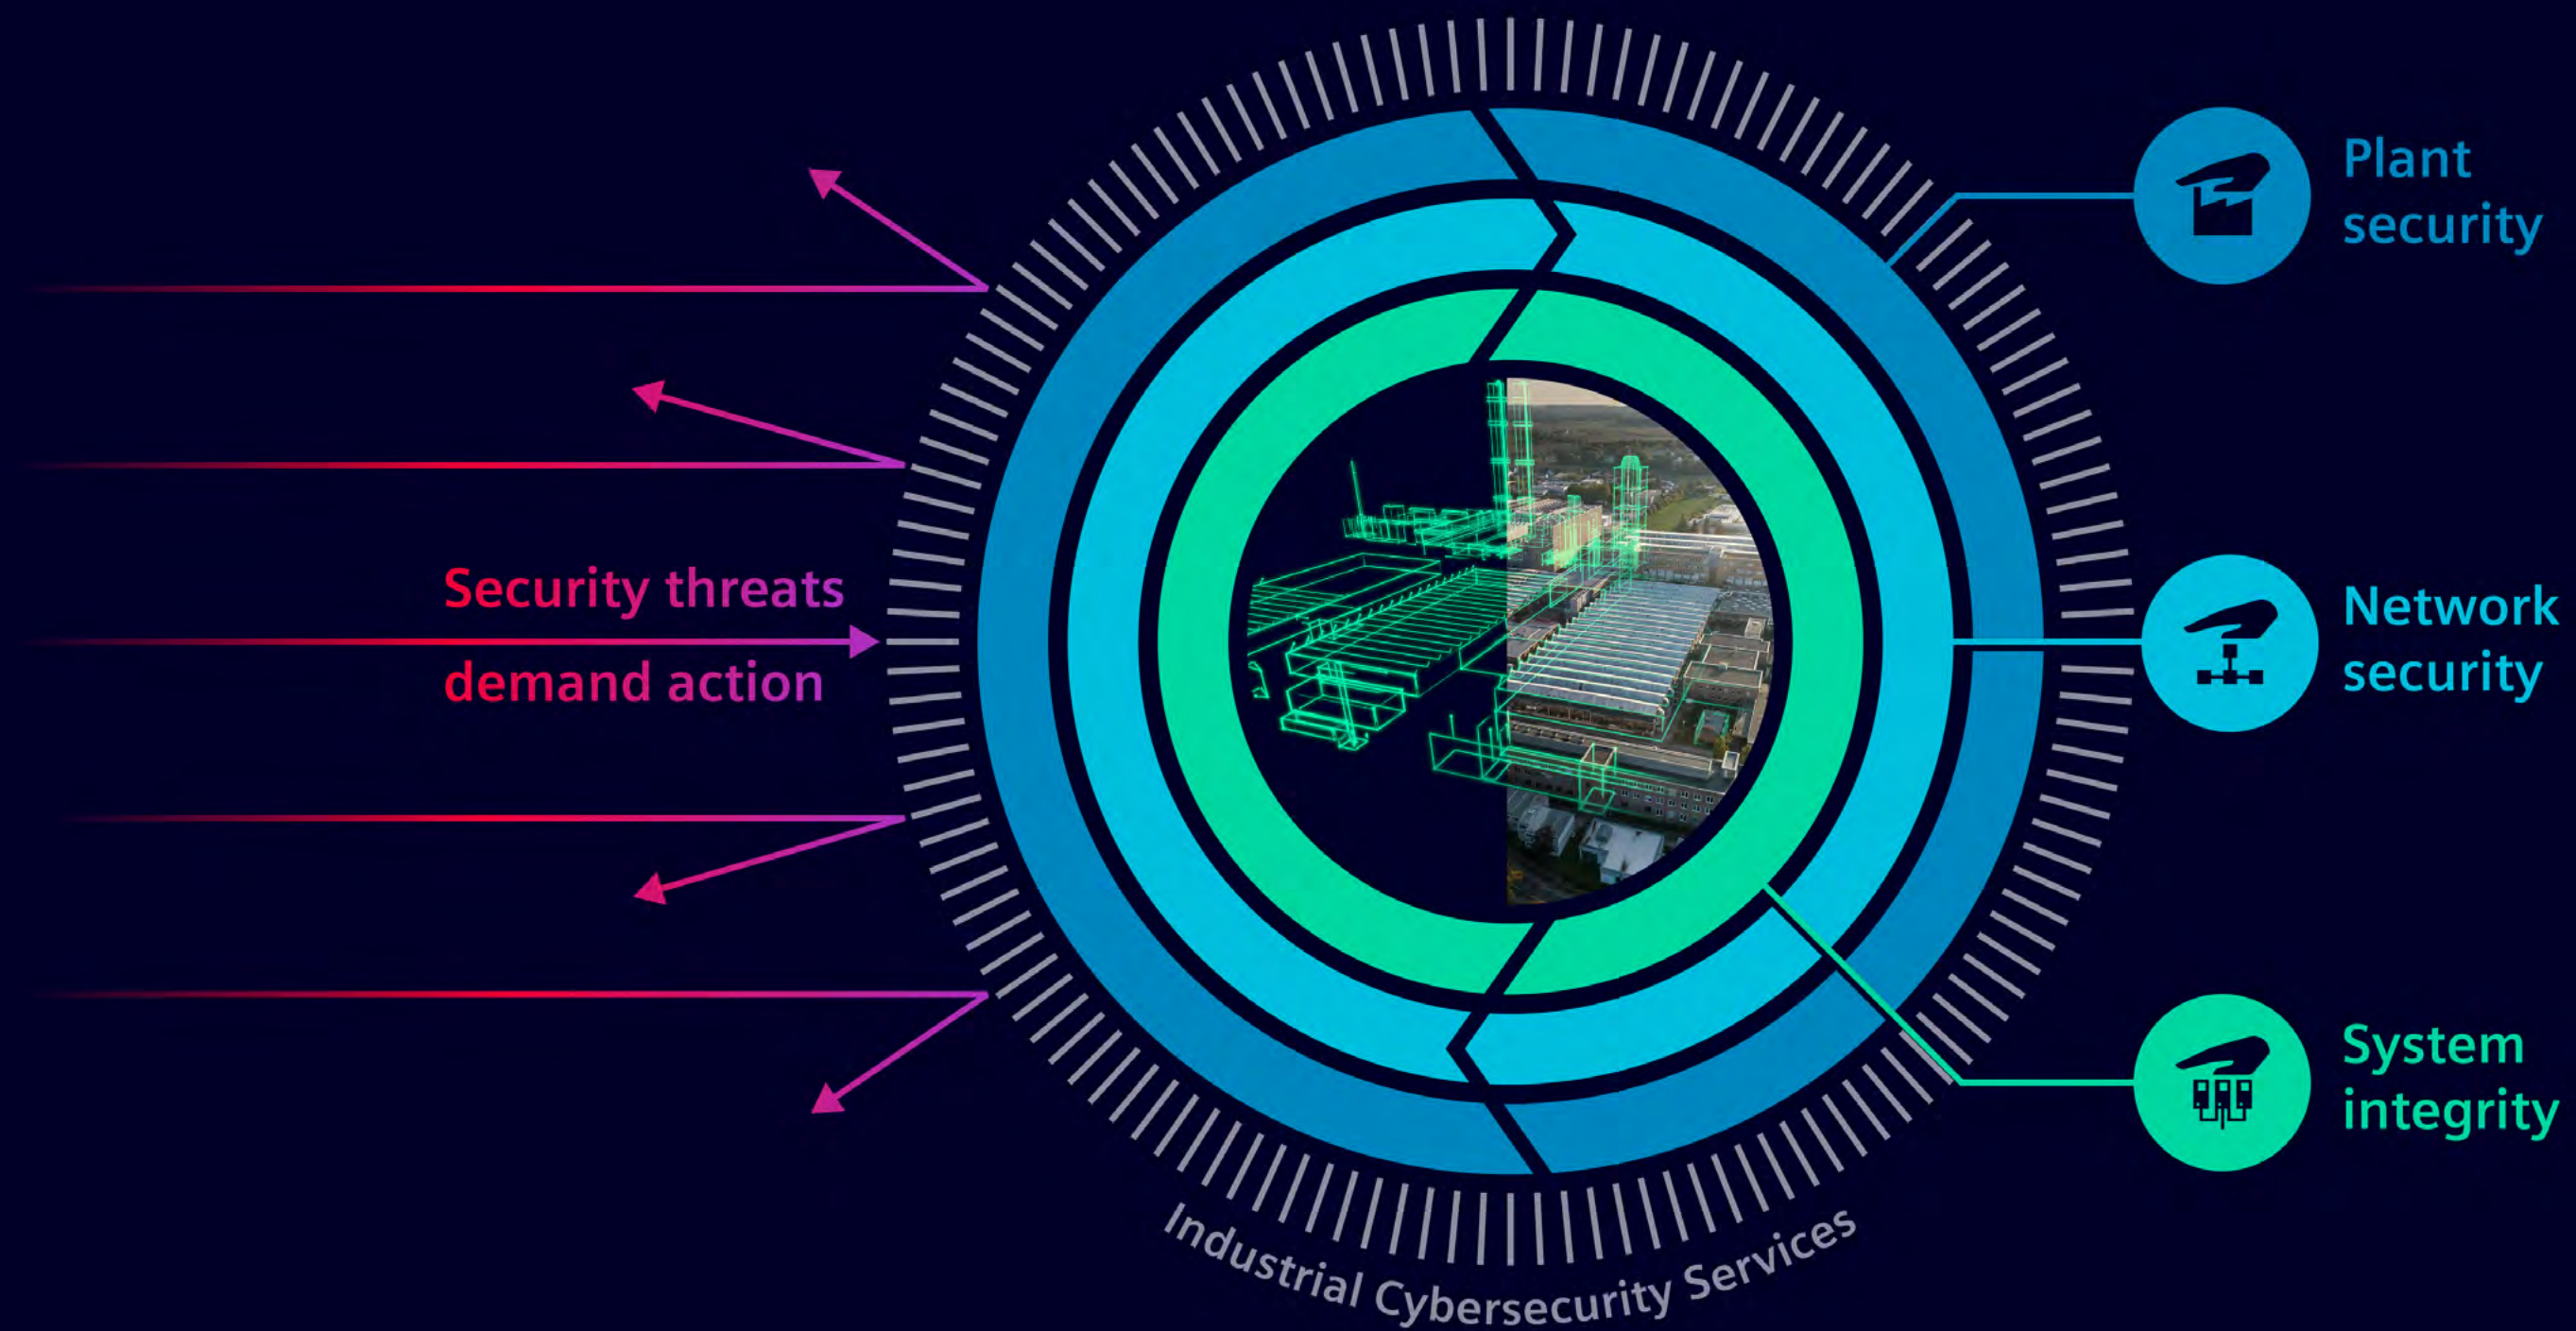 Security threats
demand action
Plant
security
Network
security
System
integrity
Industrial Cybersecurity Services